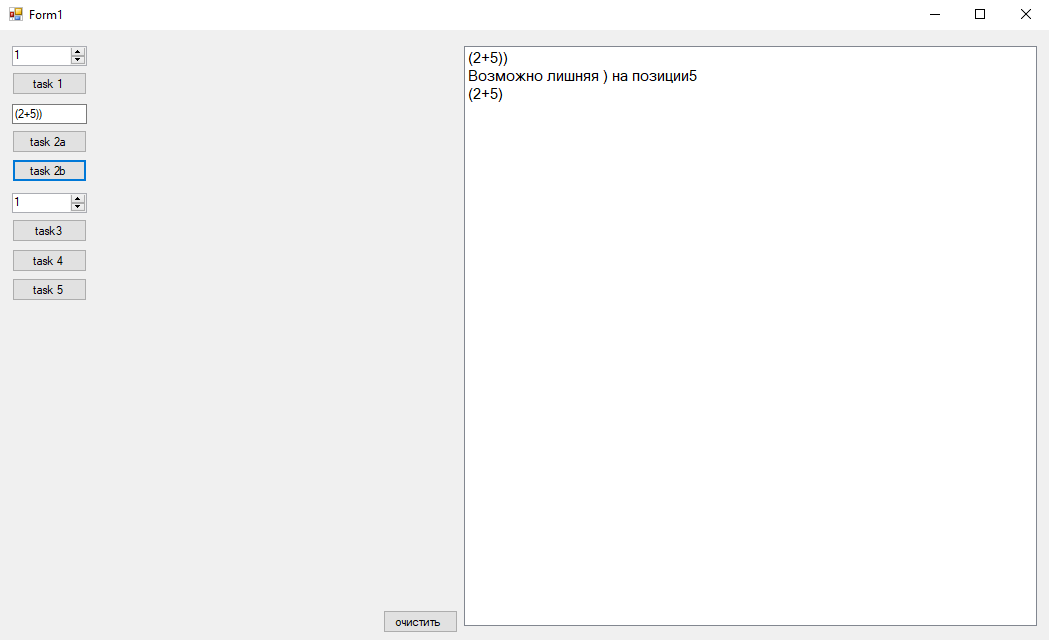 Form1
1
task 1
(2+5))
task 2a
task 2b
1
task3
task 4
task 5
(2+5))
Возможно лишняя ) на позиции5
(2+5)
очистить